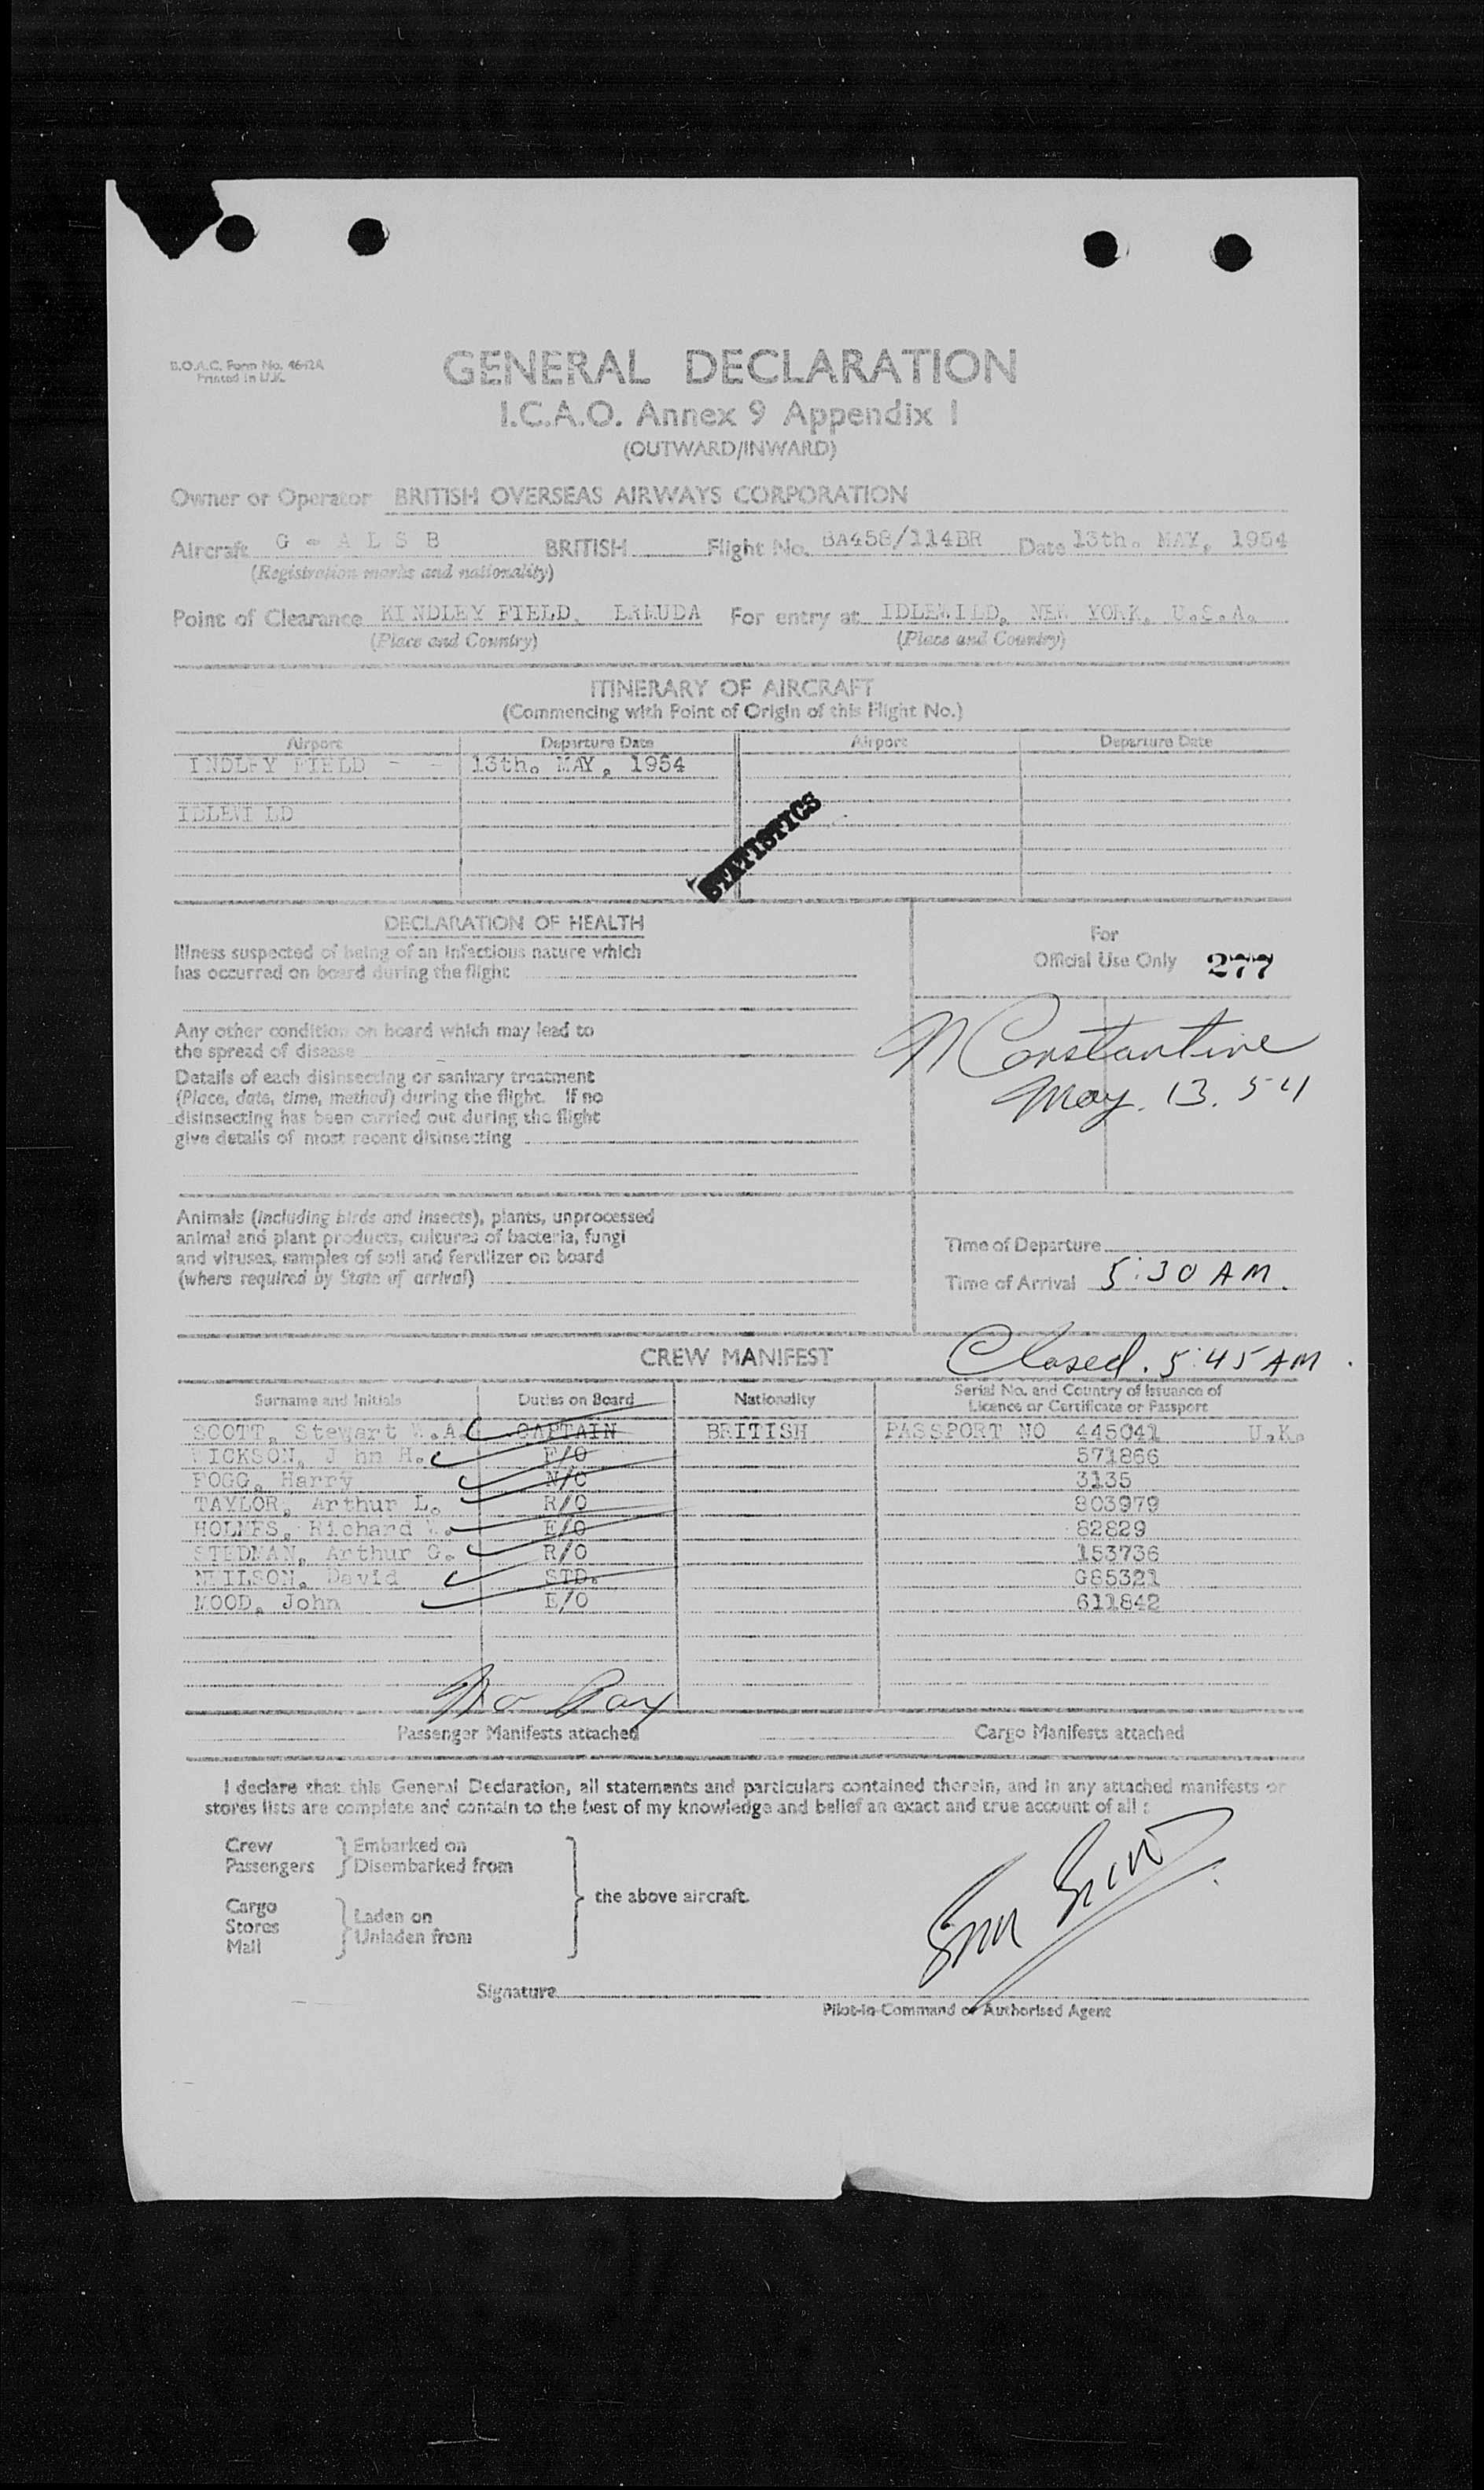 B.O.A.C. Form No. 4642A
Printed in U.K.
GENERAL DECLARATION
I.C.A.O. Annex 9 Appendix I
(OUTWARD/INWARD)
Owner or Operator BRITISH OVERSEAS AIRWAYS CORPORATION
Aircraft G - A L S B BRITISH Flight No. BA458/114BR Date 13th. MAY, 1954
(Registration marks and nationality)
Point of Clearance KINDLEY FIELD, ERMUDA For entry at IDLEWILD, NEW YORK, U.S.A.
(Place and Country) (Place and Country)
ITINERARY OF AIRCRAFT
(Commencing with Point of Origin of this Flight No.)
Airport Departure Date Airport Departure Date
INDLEY FIELD - - 13th. MAY, 1954
IDLEWI LD
STATISTICS
DECLARATION OF HEALTH
Illness suspected of being of an infectious nature which
has occurred on board during the flight
Any other condition on board which may lead to
the spread of disease
Details of each disinsecting or sanitary treatment
(Place, date, time, method) during the flight. If no
disinsecting has been carried out during the flight
give details of most recent disinsecting
For
Official Use Only 277
M Constantine
May. 13. 54
Animals (including birds and insects), plants, unprocessed
animal and plant products, cultures of bacteria, fungi
and viruses, samples of soil and fertilizer on board
(where required by State of arrival)
Time of Departure
Time of Arrival 5:30 AM.
CREW MANIFEST
Closed. 5:45 AM.
Surname and Initials Duties on Board Nationality Serial No. and Country of Issuance of
Licence or Certificate or Passport
SCOTT, Stewart W.A. CAPTAIN BRITISH PASSPORT NO 445041 U.K.
ICKSON, J hn H. F/O 571866
FOGG, Harry N/O 3135
TAYLOR, Arthur L. R/O 803979
HOLMES, Richard E/O 82829
STEDMAN, Arthur G. R/O 153736
NEILSON, David STD. G85321
MOOD, John E/O 611842
No Pax
Passenger Manifests attached Cargo Manifests attached
I declare that this General Declaration, all statements and particulars contained therein, and in any attached manifests or
stores lists are complete and contain to the best of my knowledge and belief an exact and true account of all :
Crew Embarked on
Passengers Disembarked from
the above aircraft.
Cargo
Stores Laden on
Mail Unladen from
Signature
Pilot-in-Command or Authorised Agent